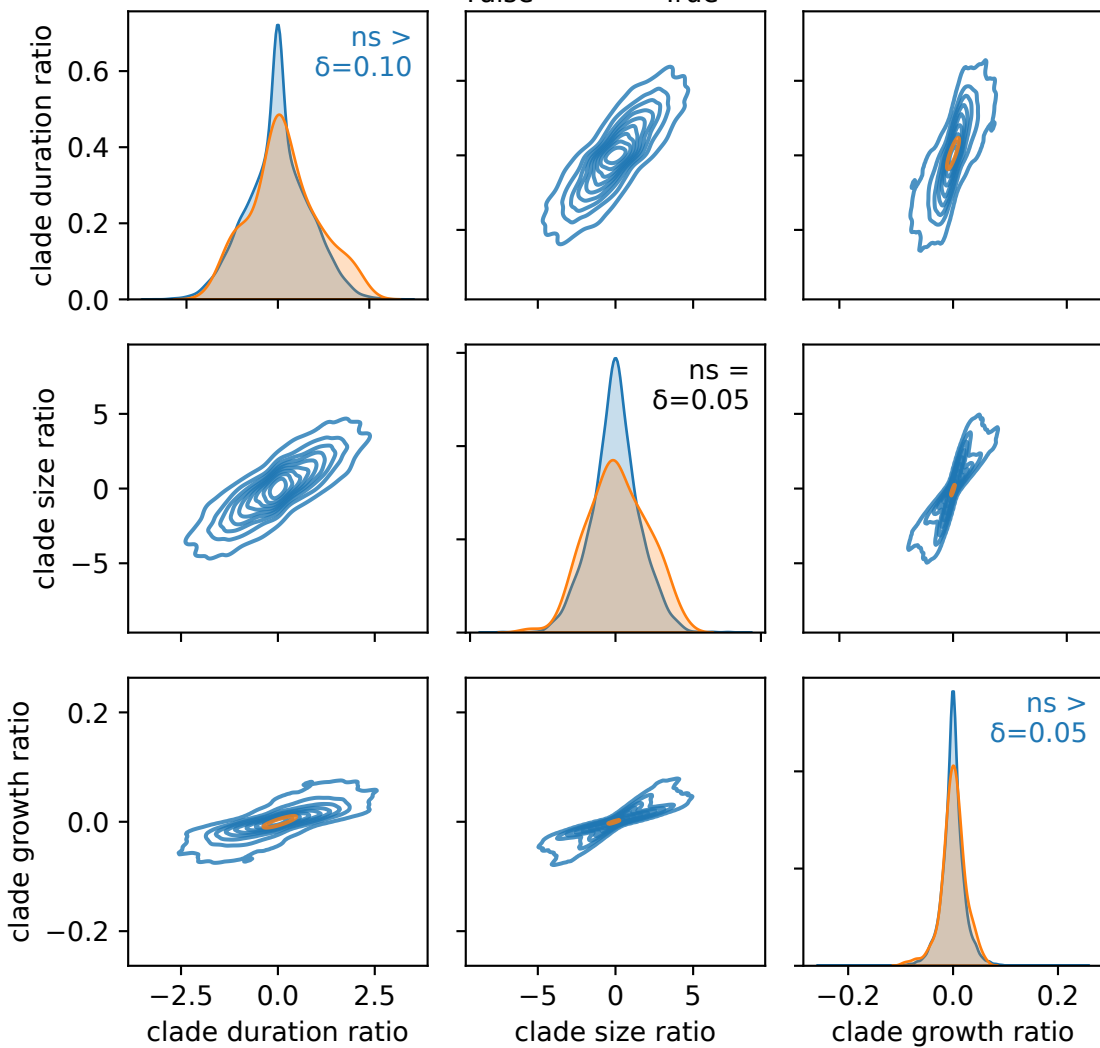 clade duration ratio
0.6
0.4
0.2
0.0
ns >
δ=0.10
clade size ratio
5
0
−5
ns =
δ=0.05
clade growth ratio
0.2
0.0
−0.2
ns >
δ=0.05
−2.5 0.0 2.5
−5 0 5
−0.2 0.0 0.2
clade duration ratio
clade size ratio
clade growth ratio